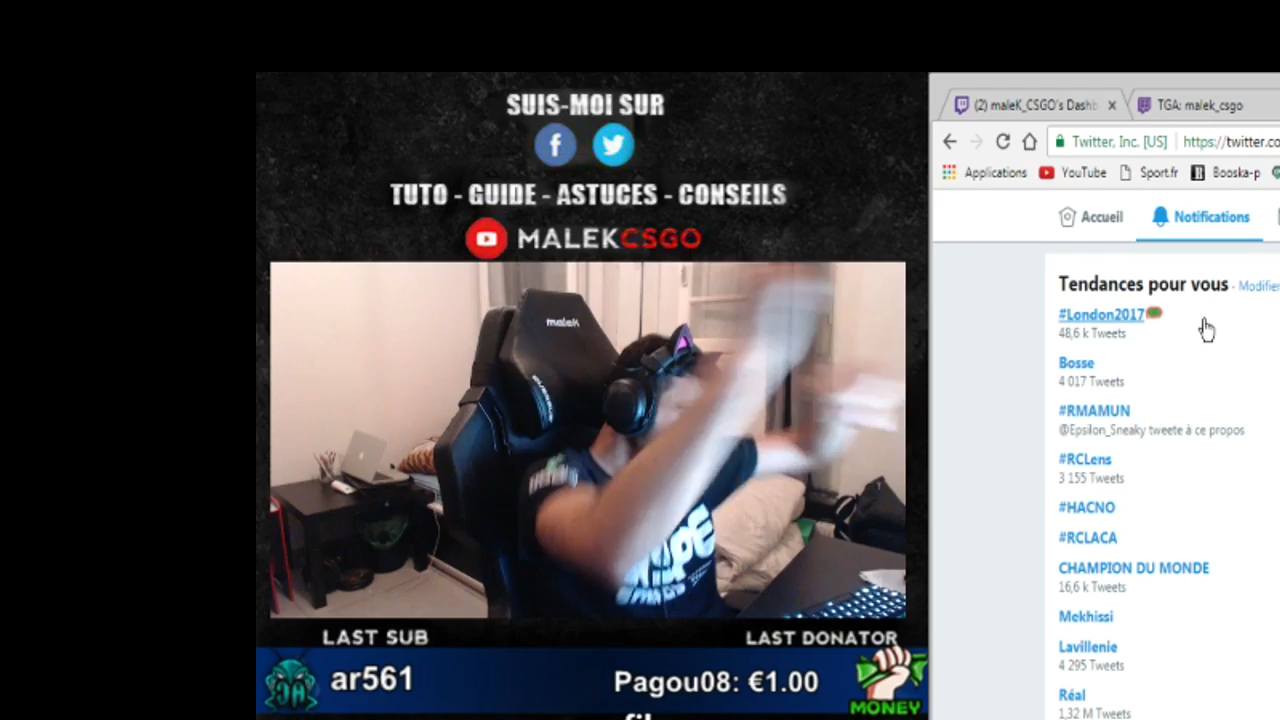 SUIS-MOI SUR
TUTO - GUIDE - ASTUCES - CONSEILS
MALEKCSGO
maleK
LAST SUB
LAST DONATOR
ar561
Pagou08: €1.00
MONEY
(2) maleK_CSGO's Dashb
TGA: malek_csgo
Twitter, Inc. [US]
https://twitter.co
Applications
YouTube
Sport.fr
Booska-p
Accueil
Notifications
Tendances pour vous - Modifier
#London2017
48,6 k Tweets
Bosse
4 017 Tweets
#RMAMUN
@Epsilon_Sneaky tweete à ce propos
#RCLens
3 155 Tweets
#HACNO
#RCLACA
CHAMPION DU MONDE
16,6 k Tweets
Mekhissi
Lavillenie
4 295 Tweets
Réal
1,32 M Tweets